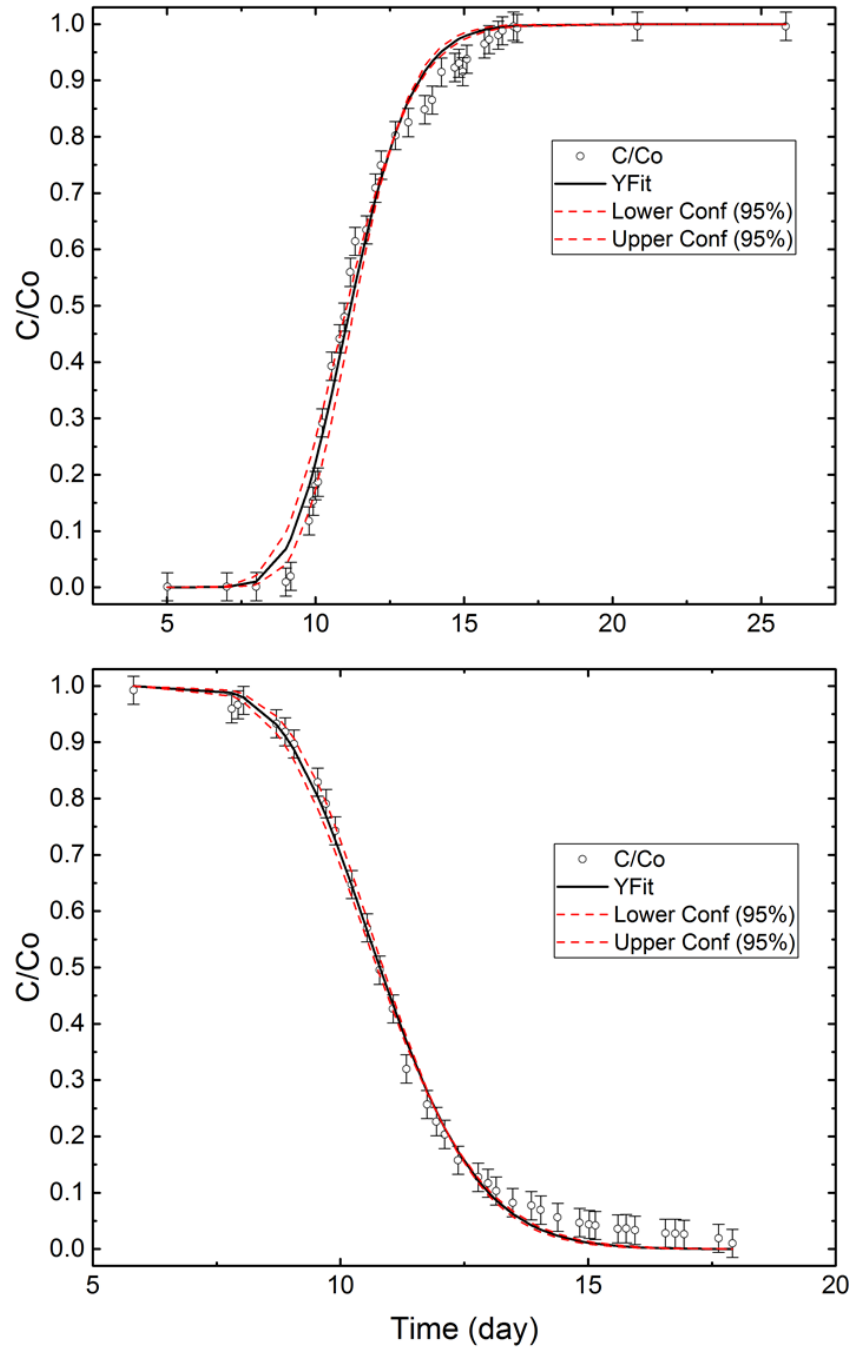 1.0
0.9
0.8
0.7
0.6
0.5
0.4
0.3
0.2
0.1
0.0
C/Co
C/Co
YFit
Lower Conf (95%)
Upper Conf (95%)
5 10 15 20 25
1.0
0.9
0.8
0.7
0.6
0.5
0.4
0.3
0.2
0.1
0.0
C/Co
C/Co
YFit
Lower Conf (95%)
Upper Conf (95%)
5 10 15 20
Time (day)